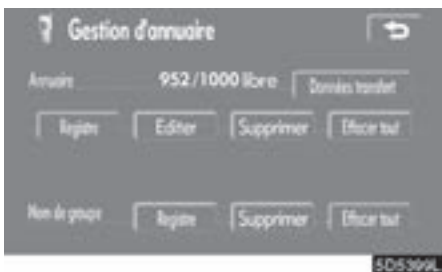 Gestion d'annuaire
Annuaire 952/1000 libre Données transfert
Registre Editer Supprimer Effacer tout
Nom de groupe Registre Supprimer Effacer tout